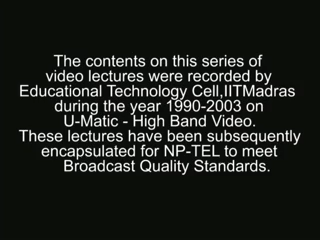 The contents on this series of
video lectures were recorded by
Educational Technology Cell,IITMadras
during the year 1990-2003 on
U-Matic - High Band Video.
These lectures have been subsequently
encapsulated for NP-TEL to meet
Broadcast Quality Standards.